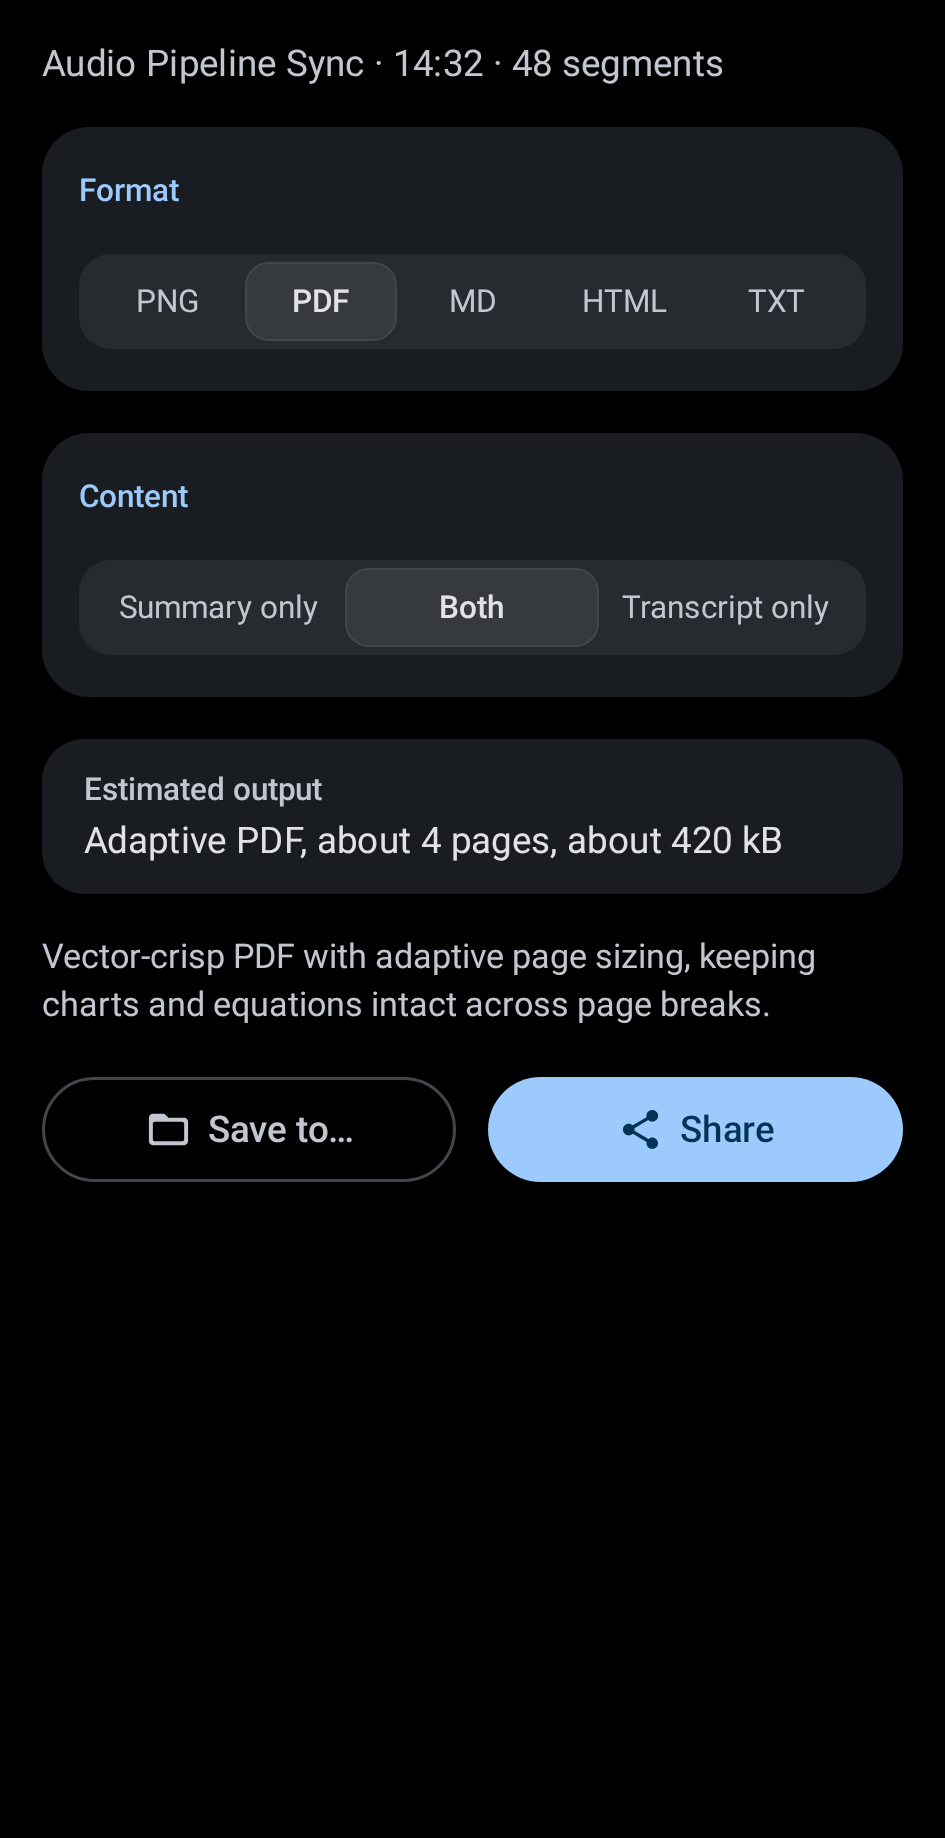 Audio Pipeline Sync · 14:32 · 48 segments
Format
PNG PDF MD HTML TXT
Content
Summary only Both Transcript only
Estimated output
Adaptive PDF, about 4 pages, about 420 kB
Vector-crisp PDF with adaptive page sizing, keeping
charts and equations intact across page breaks.
Save to… Share